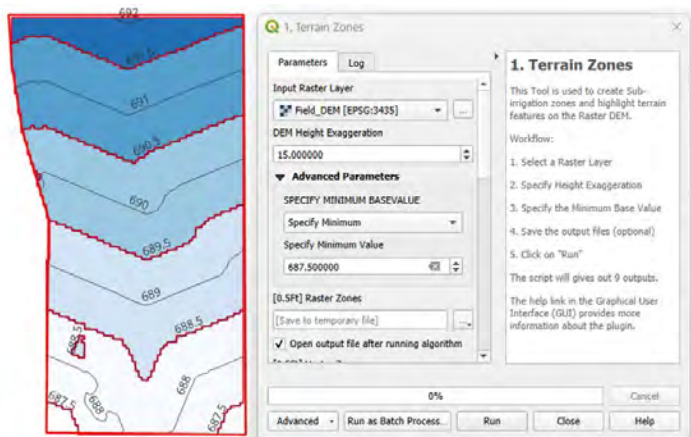 692
691.5
691
690.5
690
689.5
689
688.5
688.5
688
687.5
688
687.5
1. Terrain Zones
Parameters
Log
Input Raster Layer
Field_DEM [EPSG:3435]
...
DEM Height Exaggeration
15.000000
Advanced Parameters
SPECIFY MINIMUM BASEVALUE
Specify Minimum
Specify Minimum Value
687.500000
[0.5Ft] Raster Zones
[Save to temporary file]
...
Open output file after running algorithm
1. Terrain Zones
This Tool is used to create Sub-
irrigation zones and highlight terrain
features on the Raster DEM.
Workflow:
1. Select a Raster Layer
2. Specify Height Exaggeration
3. Specify the Minimum Base Value
4. Save the output files (optional)
5. Click on "Run"
The script will gives out 9 outputs.
The help link in the Graphical User
Interface (GUI) provides more
information about the plugin.
0%
Cancel
Advanced
Run as Batch Process...
Run
Close
Help